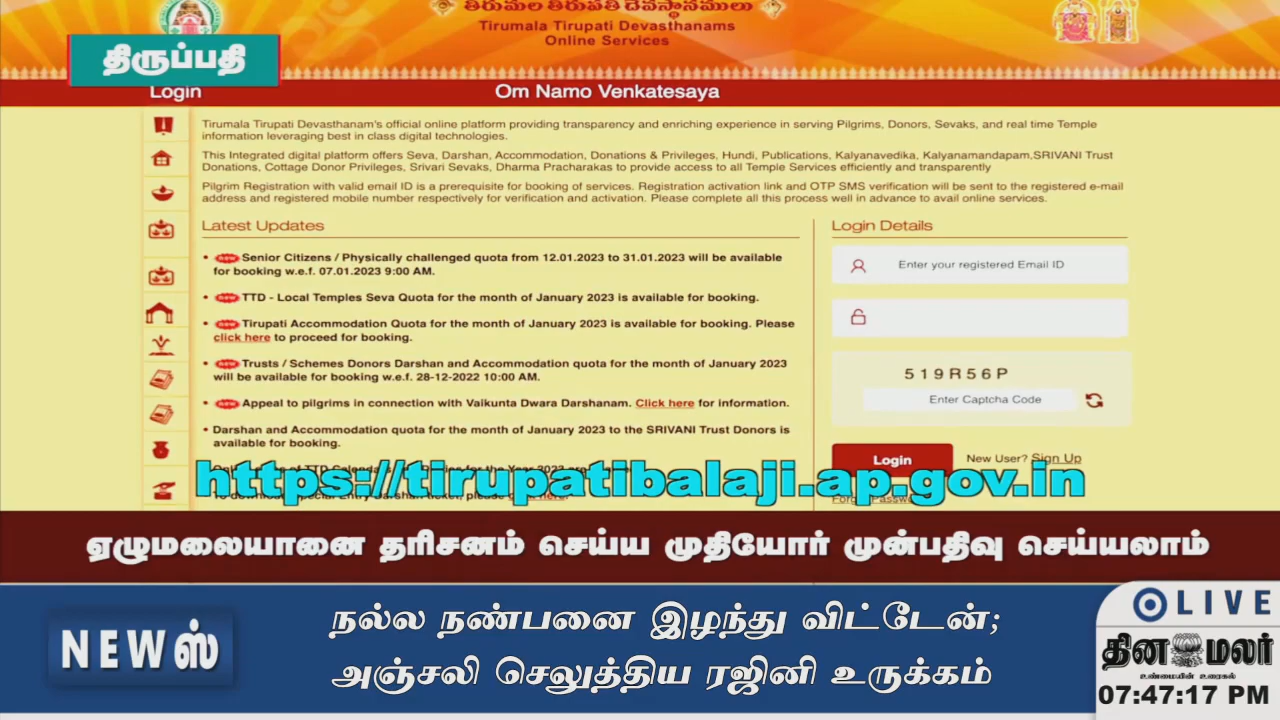 తిరుమల తిరుపతి దేవస్థానములు
Tirumala Tirupati Devasthanams
Online Services
திருப்பதி
Login
Om Namo Venkatesaya
Tirumala Tirupati Devasthanam's official online platform providing transparency and enriching experience in serving Pilgrims, Donors, Sevaks, and real time Temple
information leveraging best in class digital technologies.
This Integrated digital platform offers Seva, Darshan, Accommodation, Donations & Privileges, Hundi, Publications, Kalyanavedika, Kalyanamandapam,SRIVANI Trust
Donations, Cottage Donor Privileges, Srivari Sevaks, Dharma Pracharakas to provide access to all Temple Services efficiently and transparently
Pilgrim Registration with valid email ID is a prerequisite for booking of services. Registration activation link and OTP SMS verification will be sent to the registered e-mail
address and registered mobile number respectively for verification and activation. Please complete all this process well in advance to avail online services.
Latest Updates
• new Senior Citizens / Physically challenged quota from 12.01.2023 to 31.01.2023 will be available
for booking w.e.f. 07.01.2023 9:00 AM.
• new TTD - Local Temples Seva Quota for the month of January 2023 is available for booking.
• new Tirupati Accommodation Quota for the month of January 2023 is available for booking. Please
click here to proceed for booking.
• new Trusts / Schemes Donors Darshan and Accommodation quota for the month of January 2023
will be available for booking w.e.f. 28-12-2022 10:00 AM.
• new Appeal to pilgrims in connection with Vaikunta Dwara Darshanam. Click here for information.
• Darshan and Accommodation quota for the month of January 2023 to the SRIVANI Trust Donors is
available for booking.
Login Details
Enter your registered Email ID
519R56P
Enter Captcha Code
Login
New User? Sign Up
https://tirupatibalaji.ap.gov.in
ஏழுமலையானை தரிசனம் செய்ய முதியோர் முன்பதிவு செய்யலாம்
NEWஸ்
நல்ல நண்பனை இழந்து விட்டேன்;
அஞ்சலி செலுத்திய ரஜினி உருக்கம்
LIVE
தினமலர்
உண்மையின் உரைகல்
07:47:17 PM